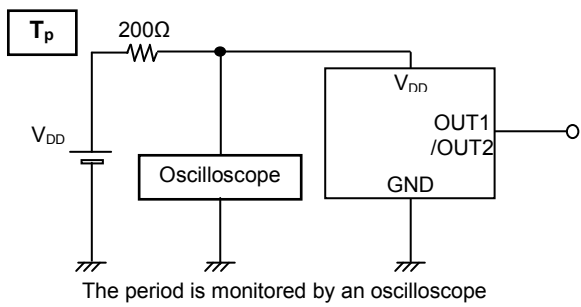 Tp
200Ω
VDD
VDD
OUT1
/OUT2
Oscilloscope
GND
The period is monitored by an oscilloscope